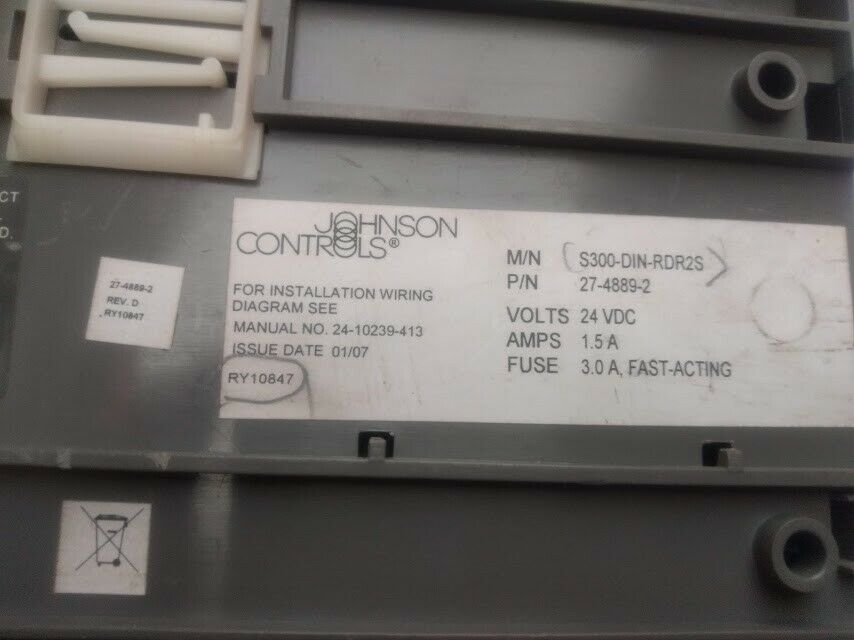 CT
D.
27-4889-2
REV. D
RY10847
JOHNSON
CONTROLS®
FOR INSTALLATION WIRING
DIAGRAM SEE
MANUAL NO. 24-10239-413
ISSUE DATE 01/07
RY10847
M/N S300-DIN-RDR2S
P/N 27-4889-2
VOLTS 24 VDC
AMPS 1.5 A
FUSE 3.0 A, FAST-ACTING